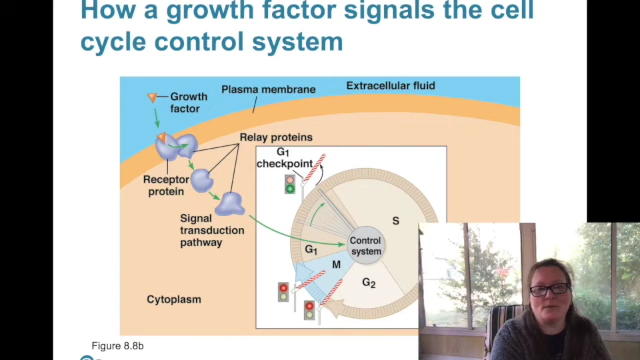 How a growth factor signals the cell
cycle control system
Growth
factor
Plasma membrane
Extracellular fluid
Relay proteins
G1
checkpoint
Receptor
protein
Signal
transduction
pathway
S
Control
system
G1
M
G2
Cytoplasm
Figure 8.8b